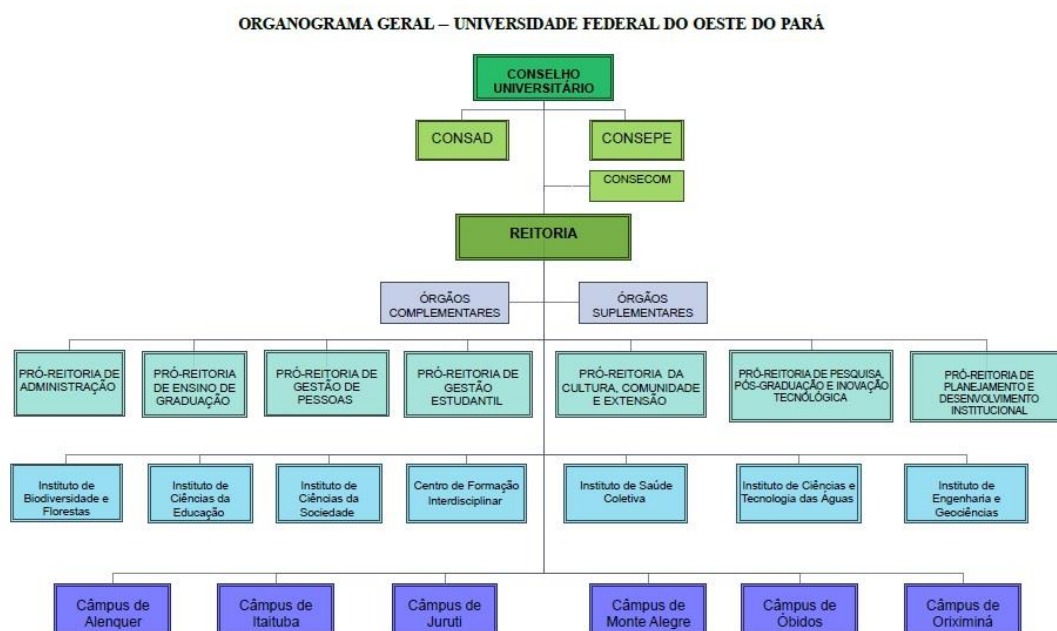 ORGANOGRAMA GERAL – UNIVERSIDADE FEDERAL DO OESTE DO PARÁ
CONSELHO
UNIVERSITÁRIO
CONSAD
CONSEPE
CONSECOM
REITORIA
ÓRGÃOS
COMPLEMENTARES
ÓRGÃOS
SUPLEMENTARES
PRÓ-REITORIA DE
ADMINISTRAÇÃO
PRÓ-REITORIA
DE ENSINO DE
GRADUAÇÃO
PRÓ-REITORIA DE
GESTÃO DE
PESSOAS
PRÓ-REITORIA DE
GESTÃO
ESTUDANTIL
PRÓ-REITORIA DA
CULTURA, COMUNIDADE
E EXTENSÃO
PRÓ-REITORIA DE PESQUISA,
PÓS-GRADUAÇÃO E INOVAÇÃO
TECNOLÓGICA
PRÓ-REITORIA DE
PLANEJAMENTO E
DESENVOLVIMENTO
INSTITUCIONAL
Instituto de
Biodiversidade e
Florestas
Instituto de
Ciências da
Educação
Instituto de
Ciências da
Sociedade
Centro de Formação
Interdisciplinar
Instituto de Saúde
Coletiva
Instituto de Ciências e
Tecnologia das Águas
Instituto de
Engenharia e
Geociências
Câmpus de
Alenquer
Câmpus de
Itaituba
Câmpus de
Juruti
Câmpus de
Monte Alegre
Câmpus de
Óbidos
Câmpus de
Oriximiná